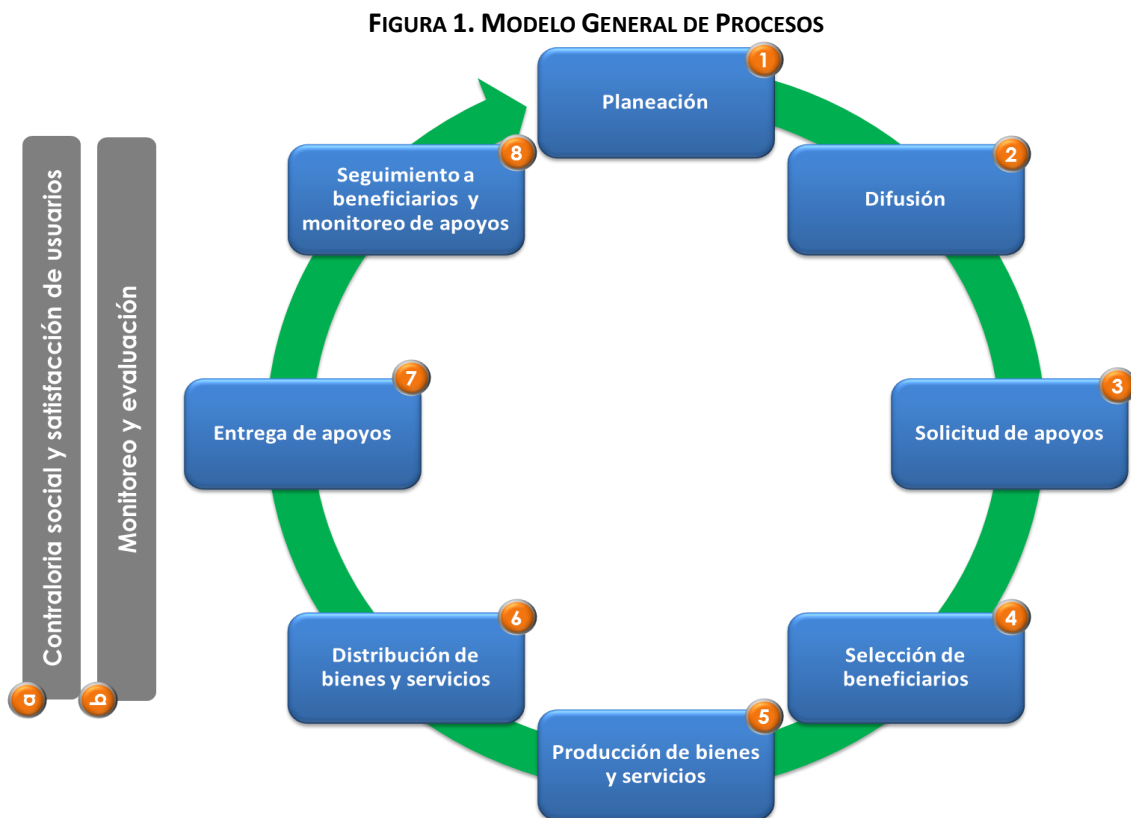 FIGURA 1. MODELO GENERAL DE PROCESOS
1
Planeación
2
Difusión
3
Solicitud de apoyos
4
Selección de
beneficiarios
5
Producción de bienes
y servicios
6
Distribución de
bienes y servicios
7
Entrega de apoyos
8
Seguimiento a
beneficiarios y
monitoreo de apoyos
a
Contraloria social y satisfacción de usuarios
b
Monitoreo y evaluación